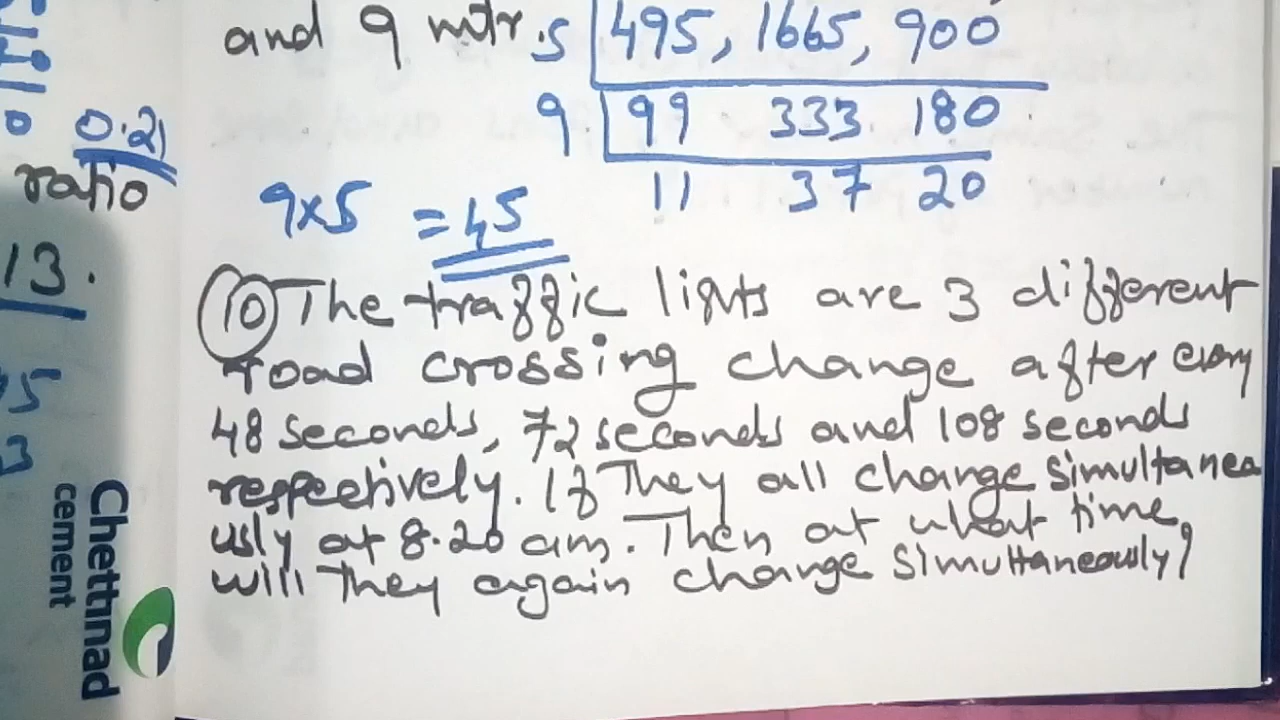 and 9 mtr.
5 | 495, 1665, 900
9 | 99 333 180
11 37 20
9x5 = 45
0.21
ratio
13.
5
3
(10) The traffic lights are 3 different
road crossing change after every
48 seconds, 72 seconds and 108 seconds
respectively. If They all change simultanea
usly at 8.20 am. Then at what time
will They again change simultaneously?
Chettinad
cement